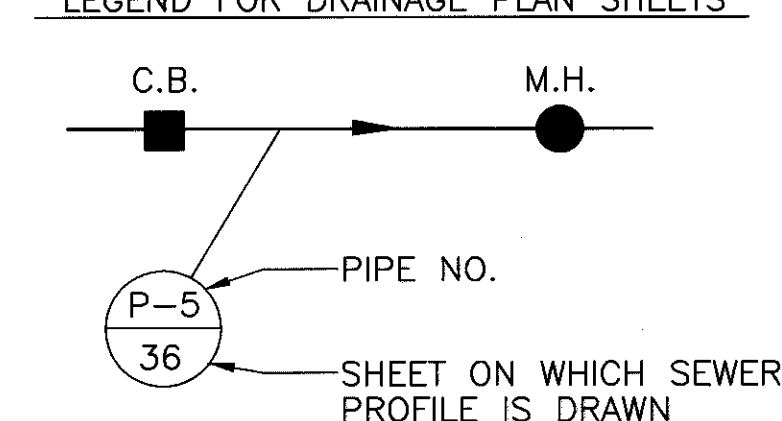 LEGEND FOR DRAINAGE PLAN SHEETS
C.B.
M.H.
PIPE NO.
P-5
36
SHEET ON WHICH SEWER
PROFILE IS DRAWN